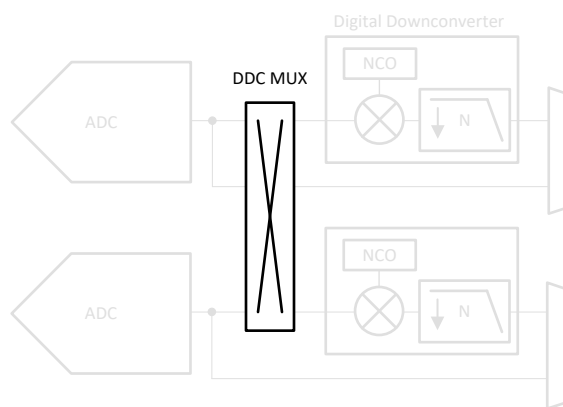 Digital Downconverter
NCO
DDC MUX
ADC
N
NCO
ADC
N